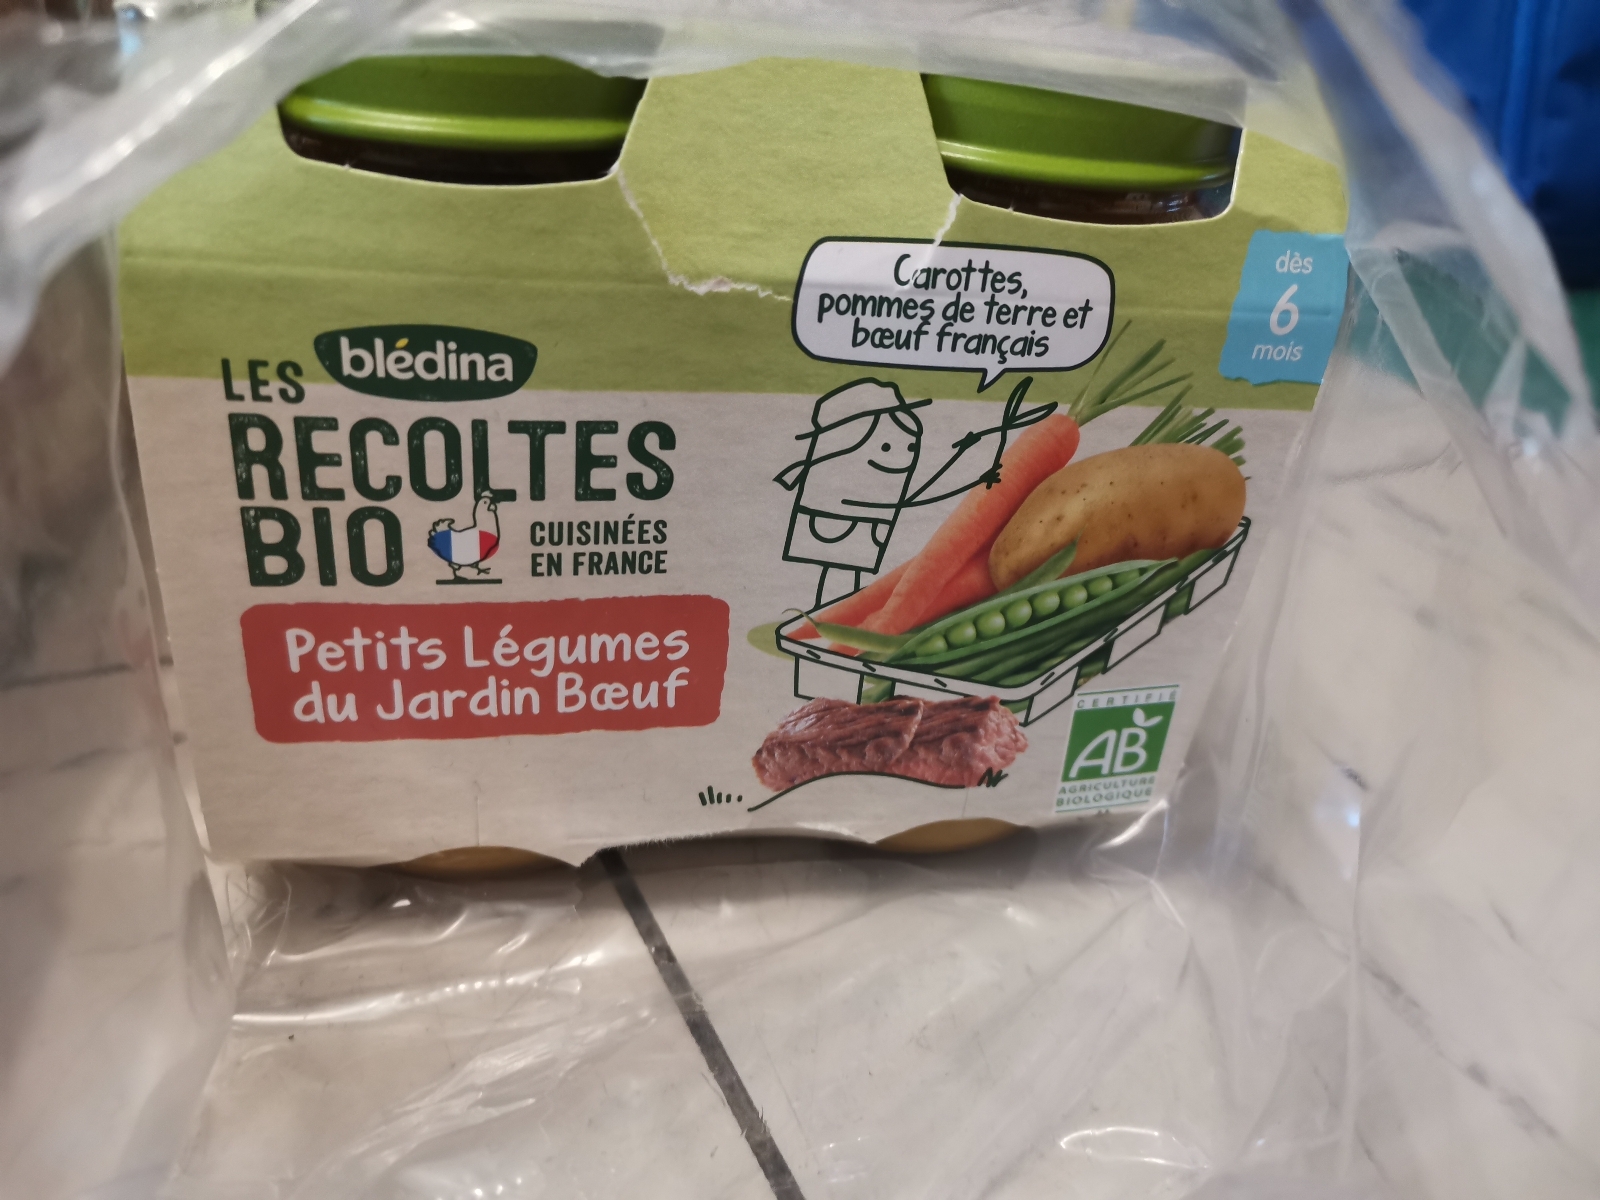 Carottes,
pommes de terre et
bœuf français
dès
6
mois
blédina
LES
RECOLTES
BIO
CUISINÉES
EN FRANCE
Petits Légumes
du Jardin Bœuf
CERTIFIÉ
AB
AGRICULTURE
BIOLOGIQUE